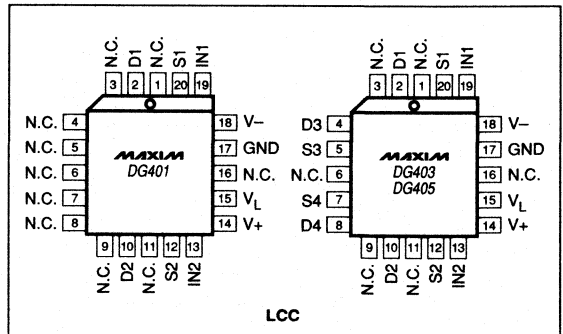 N.C. D1 N.C. S1 IN1
3 2 1 20 19
N.C. 4
N.C. 5
N.C. 6
N.C. 7
N.C. 8
MAXIM
DG401
18 V–
17 GND
16 N.C.
15 VL
14 V+
9 10 11 12 13
N.C. D2 N.C. S2 IN2
N.C. D1 N.C. S1 IN1
3 2 1 20 19
D3 4
S3 5
N.C. 6
S4 7
D4 8
MAXIM
DG403
DG405
18 V–
17 GND
16 N.C.
15 VL
14 V+
9 10 11 12 13
N.C. D2 N.C. S2 IN2
LCC